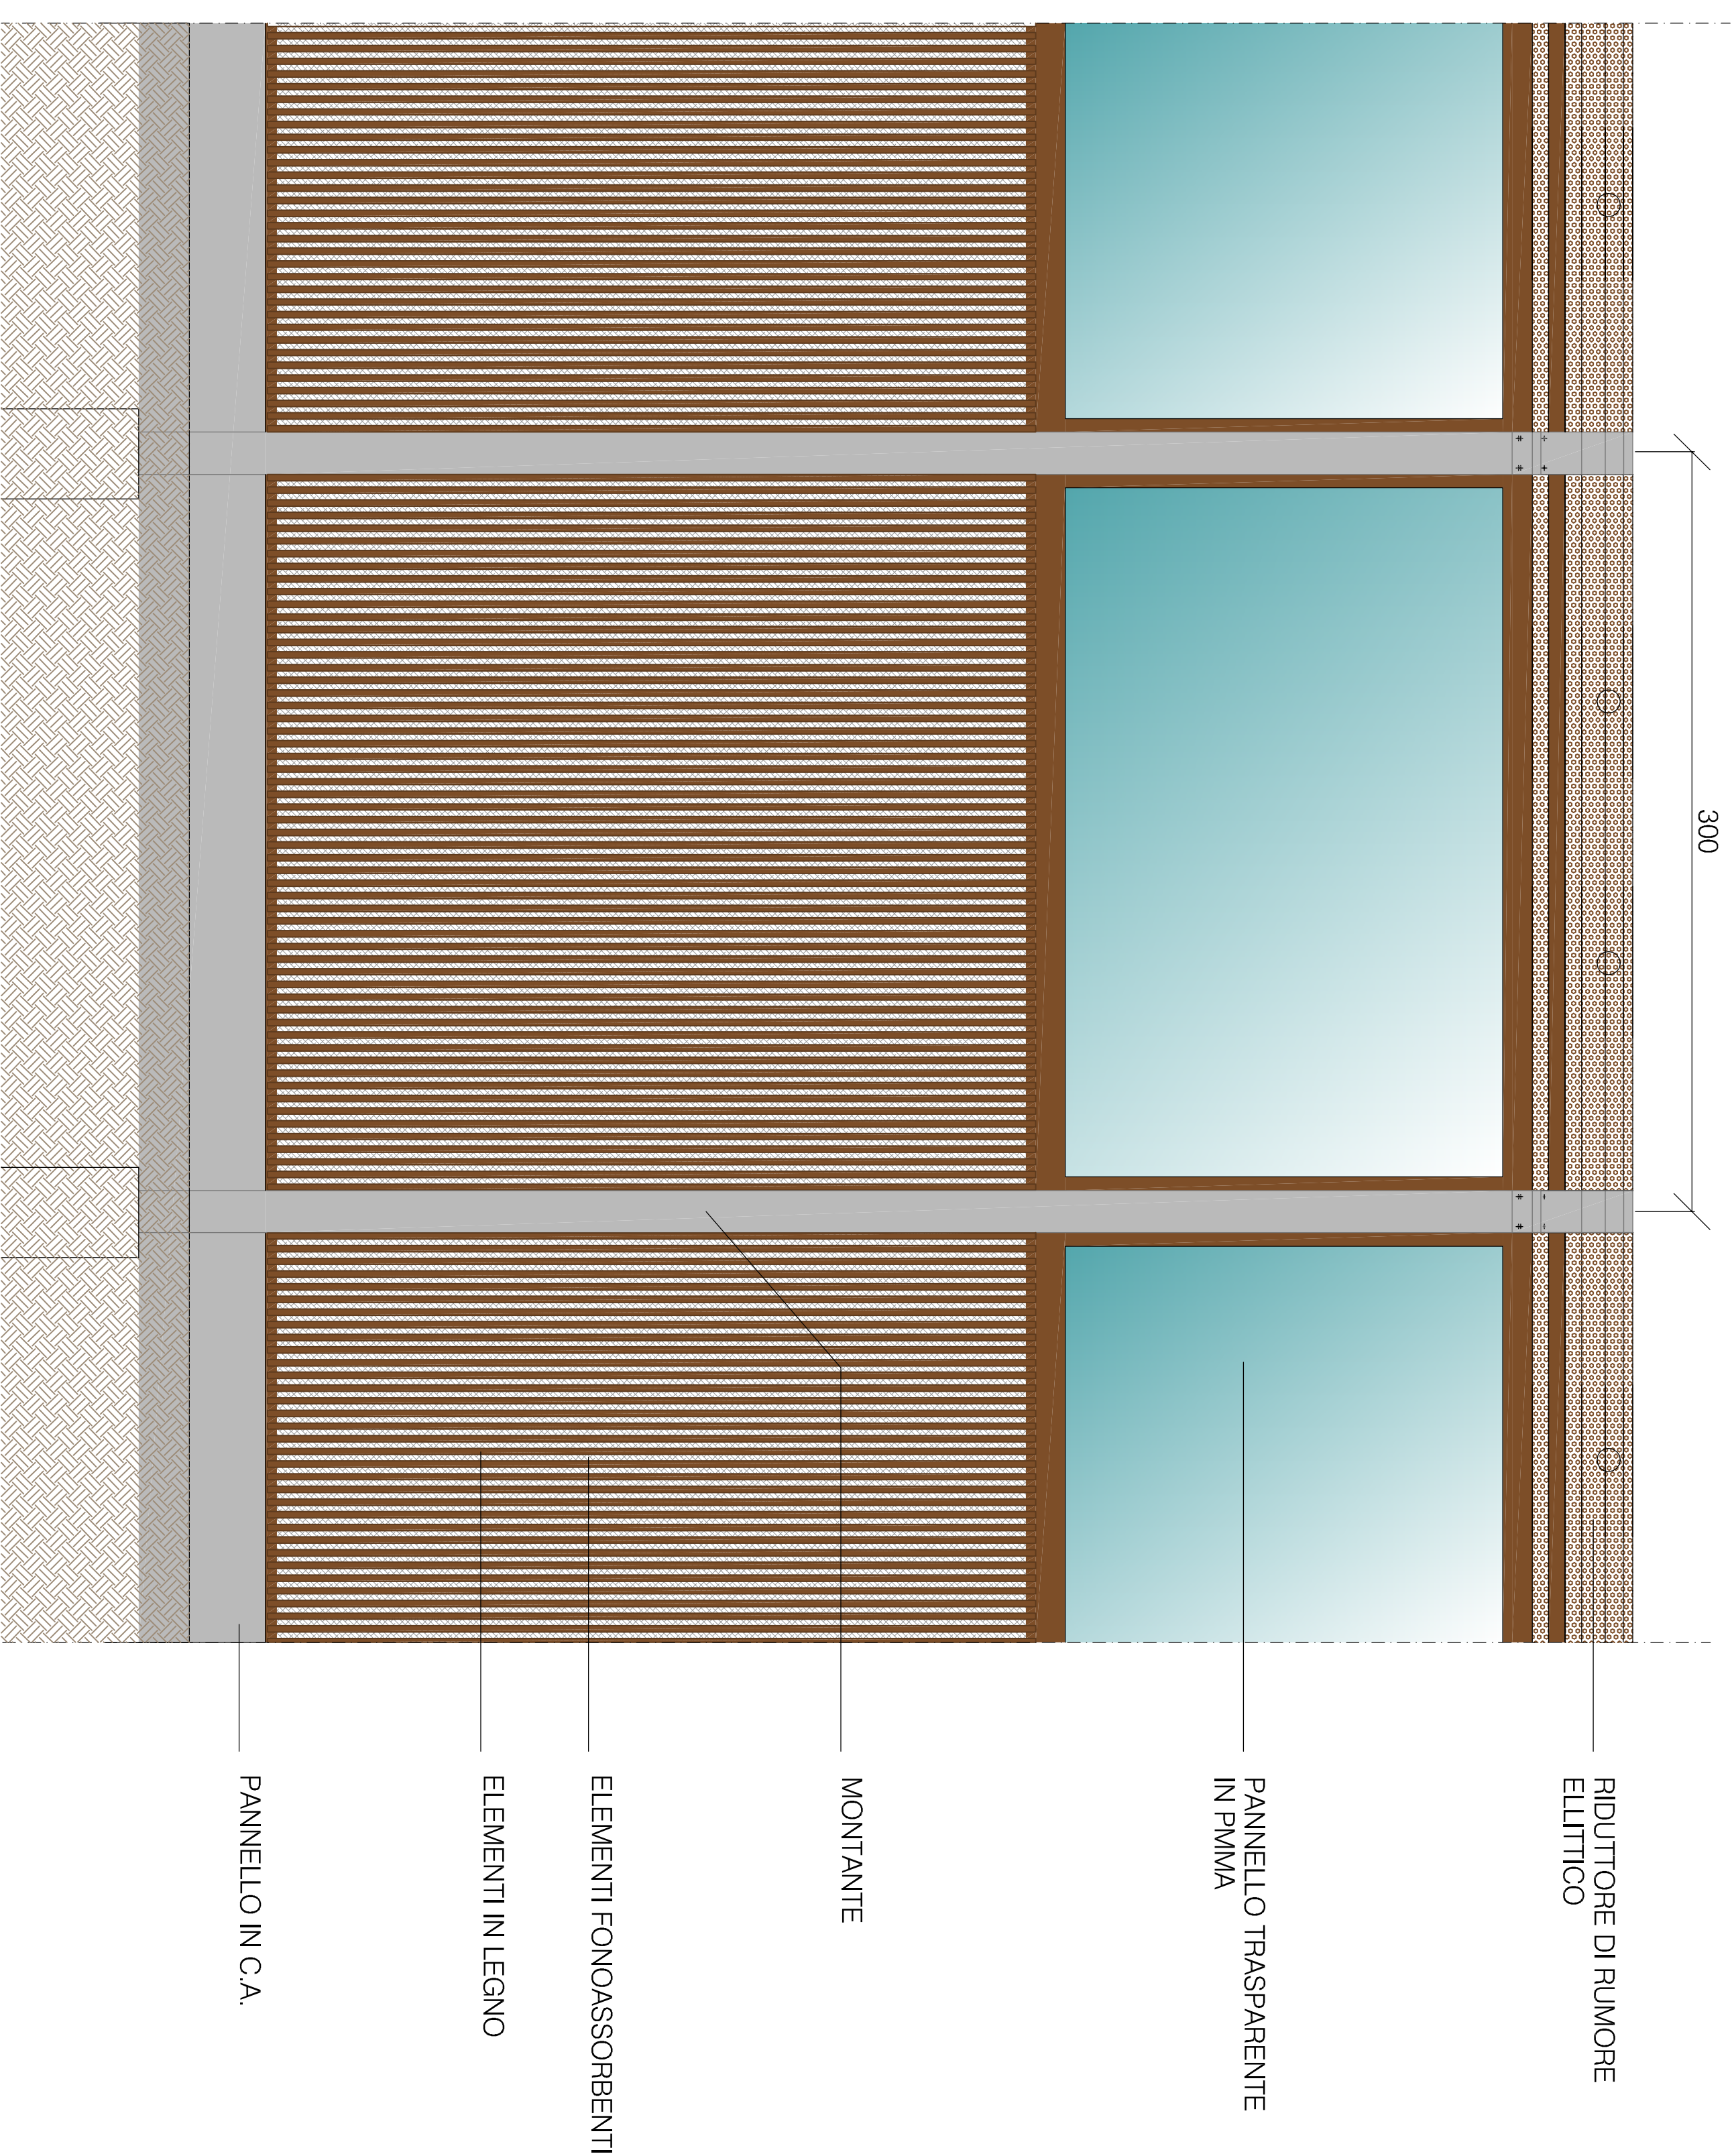 300
RIDUTTORE DI RUMORE
ELLITTICO
PANNELLO TRASPARENTE
IN PMMA
MONTANTE
ELEMENTI FONOASSORBENTI
ELEMENTI IN LEGNO
PANNELLO IN C.A.